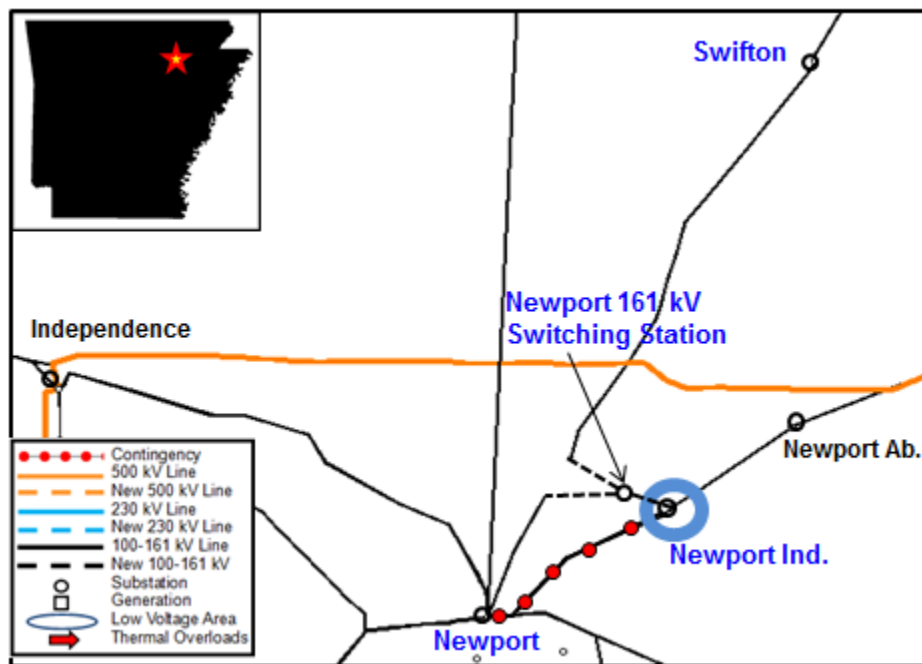 Swifton
Newport 161 kV
Switching Station
Independence
Newport Ab.
Contingency
500 kV Line
New 500 kV Line
230 kV Line
New 230 kV Line
100-161 kV Line
New 100-161 kV
Substation
Generation
Low Voltage Area
Thermal Overloads
Newport Ind.
Newport